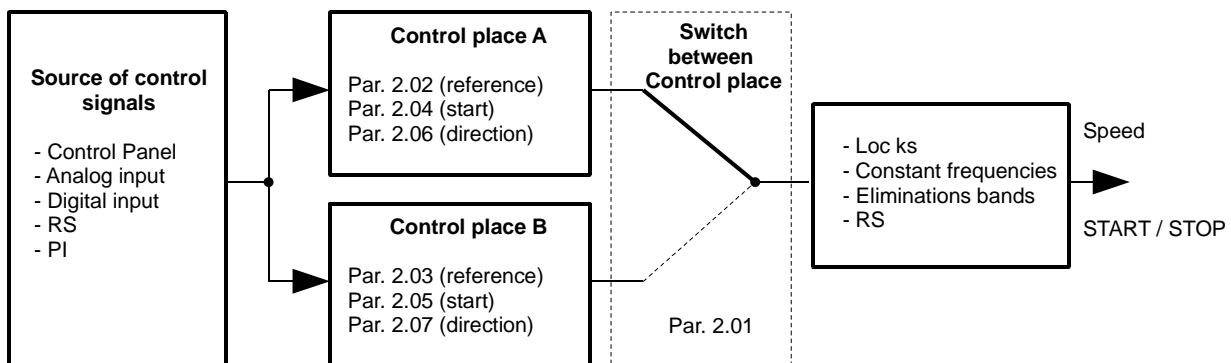 Source of control
signals
- Control Panel
- Analog input
- Digital input
- RS
- PI
Control place A
Par. 2.02 (reference)
Par. 2.04 (start)
Par. 2.06 (direction)
Control place B
Par. 2.03 (reference)
Par. 2.05 (start)
Par. 2.07 (direction)
Switch
between
Control place
Par. 2.01
- Loc ks
- Constant frequencies
- Eliminations bands
- RS
Speed
START / STOP